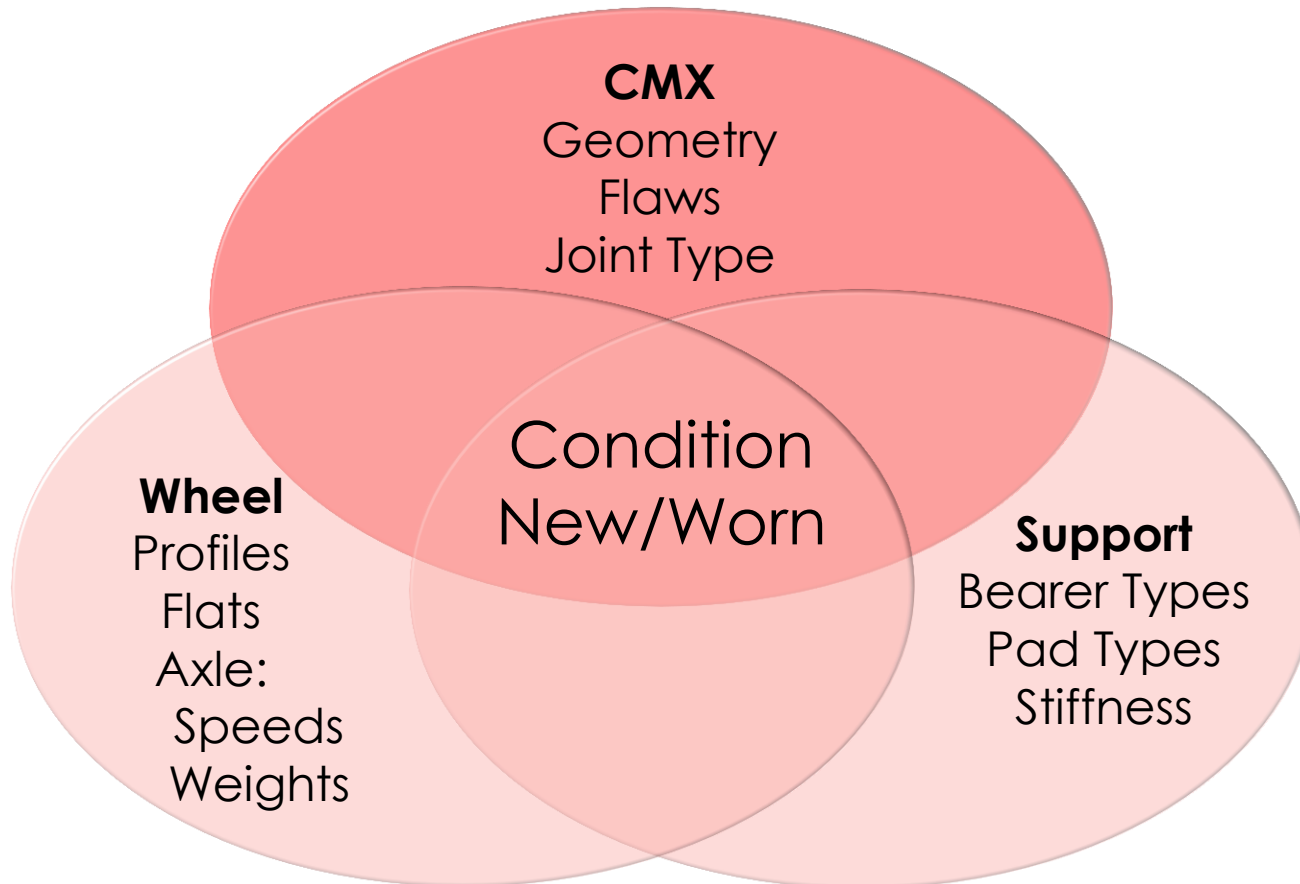 CMX
Geometry
Flaws
Joint Type
Condition
New/Worn
Wheel
Profiles
Flats
Axle:
Speeds
Weights
Support
Bearer Types
Pad Types
Stiffness